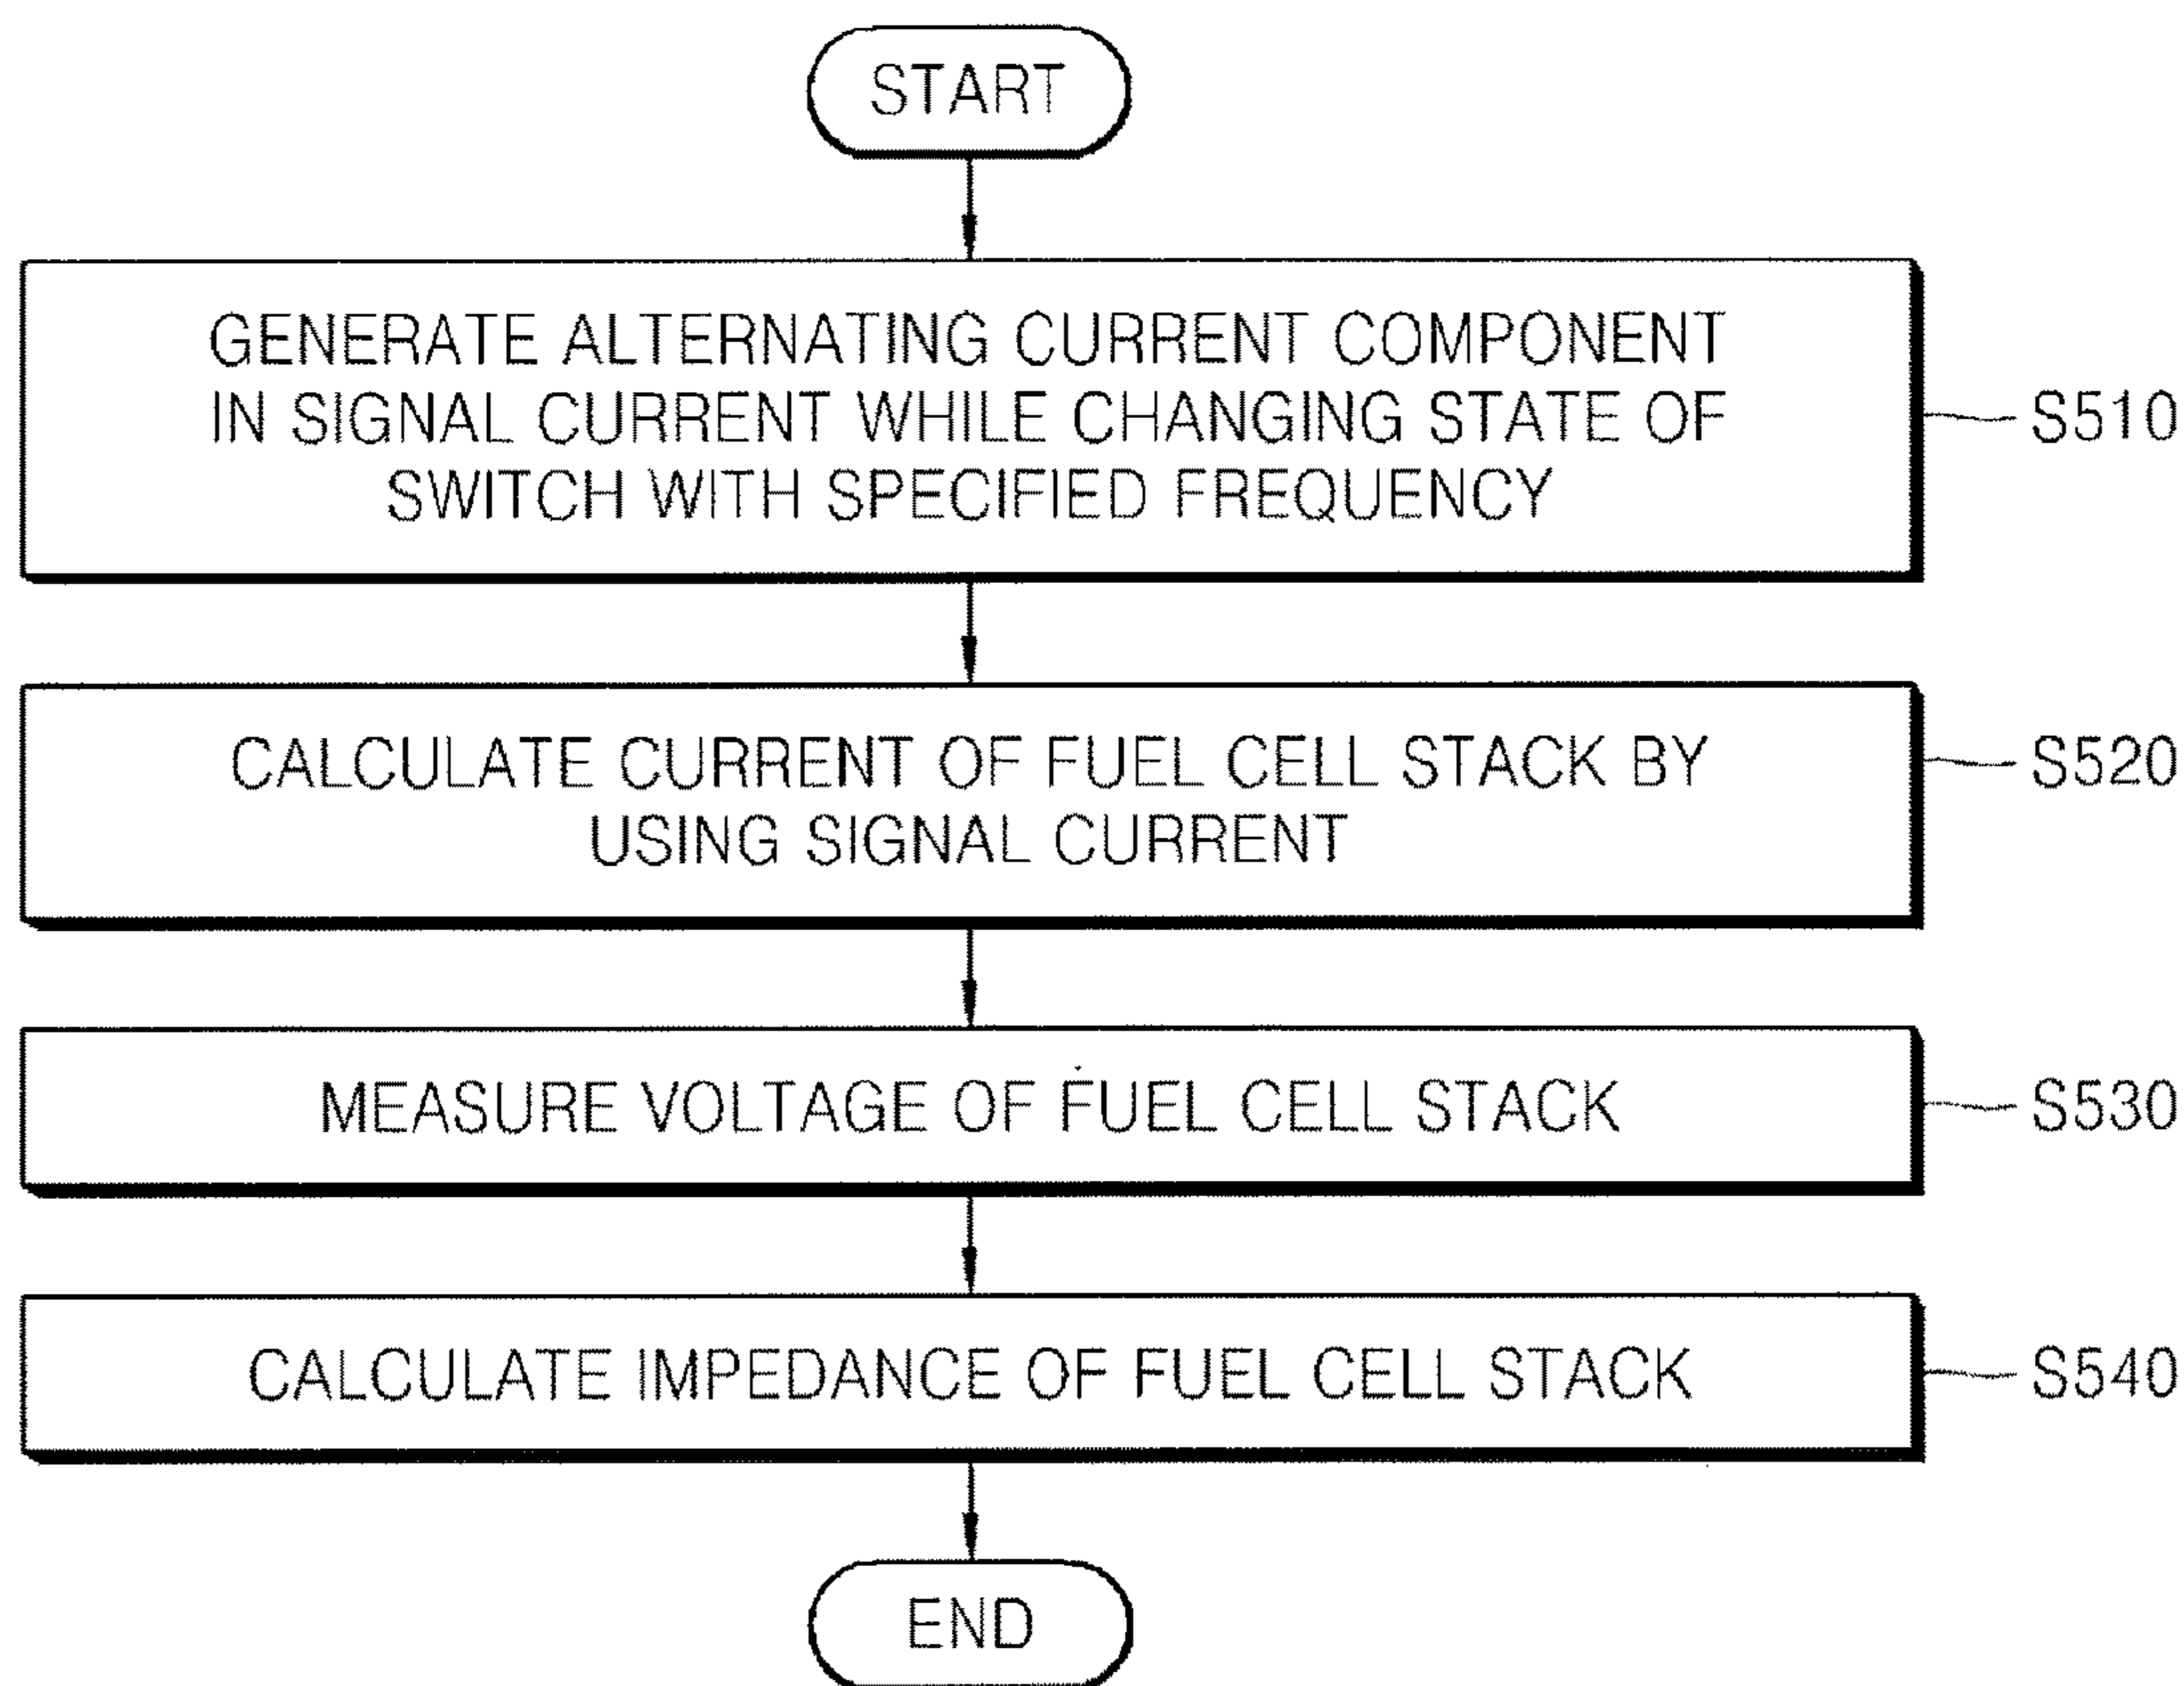 START
GENERATE ALTERNATING CURRENT COMPONENT
IN SIGNAL CURRENT WHILE CHANGING STATE OF
SWITCH WITH SPECIFIED FREQUENCY
S510
CALCULATE CURRENT OF FUEL CELL STACK BY
USING SIGNAL CURRENT
S520
MEASURE VOLTAGE OF FUEL CELL STACK
S530
CALCULATE IMPEDANCE OF FUEL CELL STACK
S540
END